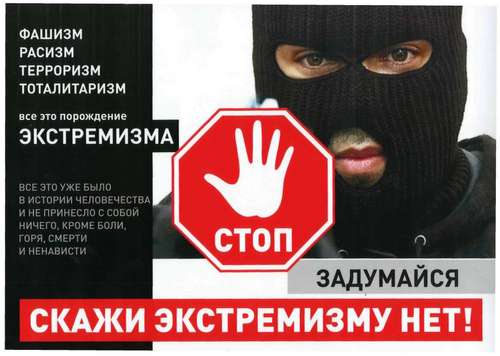 ФАШИЗМ
РАСИЗМ
ТЕРРОРИЗМ
ТОТАЛИТАРИЗМ
все это порождение
ЭКСТРЕМИЗМА
ВСЕ ЭТО УЖЕ БЫЛО
В ИСТОРИИ ЧЕЛОВЕЧЕСТВА
И НЕ ПРИНЕСЛО С СОБОЙ
НИЧЕГО, КРОМЕ БОЛИ,
ГОРЯ, СМЕРТИ
И НЕНАВИСТИ
СТОП
ЗАДУМАЙСЯ
СКАЖИ ЭКСТРЕМИЗМУ НЕТ!